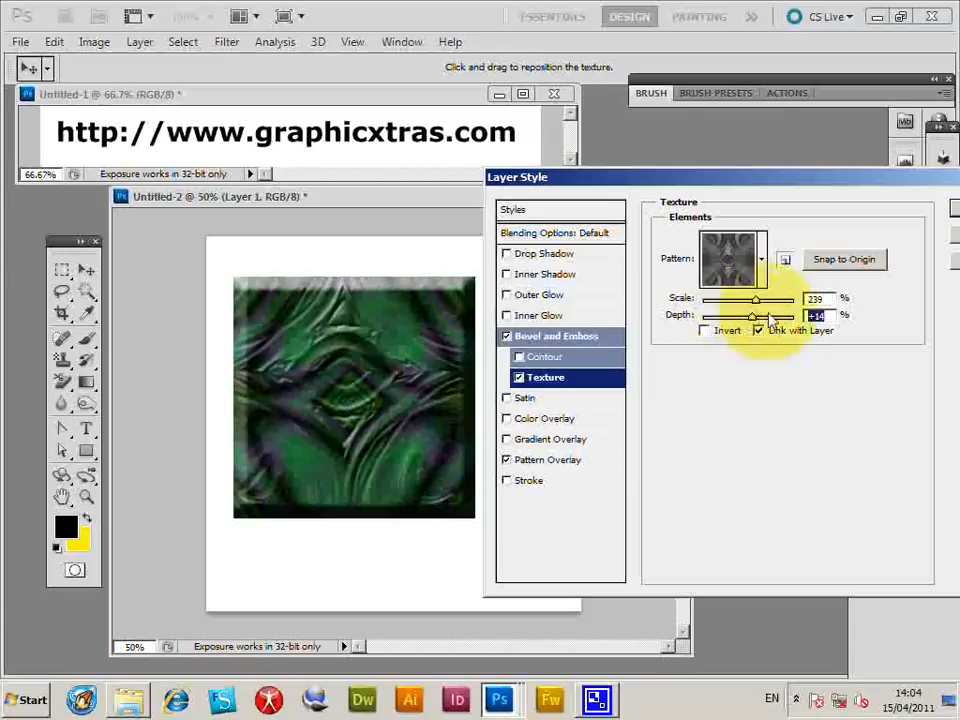 Ps
ESSENTIALS DESIGN PAINTING CS Live
File Edit Image Layer Select Filter Analysis 3D View Window Help
Click and drag to reposition the texture.
BRUSH BRUSH PRESETS ACTIONS
Untitled-1 @ 66.7% (RGB/8) *
http://www.graphicxtras.com
66.67% Exposure works in 32-bit only
Layer Style
Untitled-2 @ 50% (Layer 1, RGB/8) *
Styles
Blending Options: Default
Drop Shadow
Inner Shadow
Outer Glow
Inner Glow
Bevel and Emboss
Contour
Texture
Satin
Color Overlay
Gradient Overlay
Pattern Overlay
Stroke
Texture
Elements
Pattern: Snap to Origin
Scale: 239 %
Depth: +14 %
Invert Link with Layer
50% Exposure works in 32-bit only
Start Dw Ai Id Ps Fw EN 14:04
15/04/2011